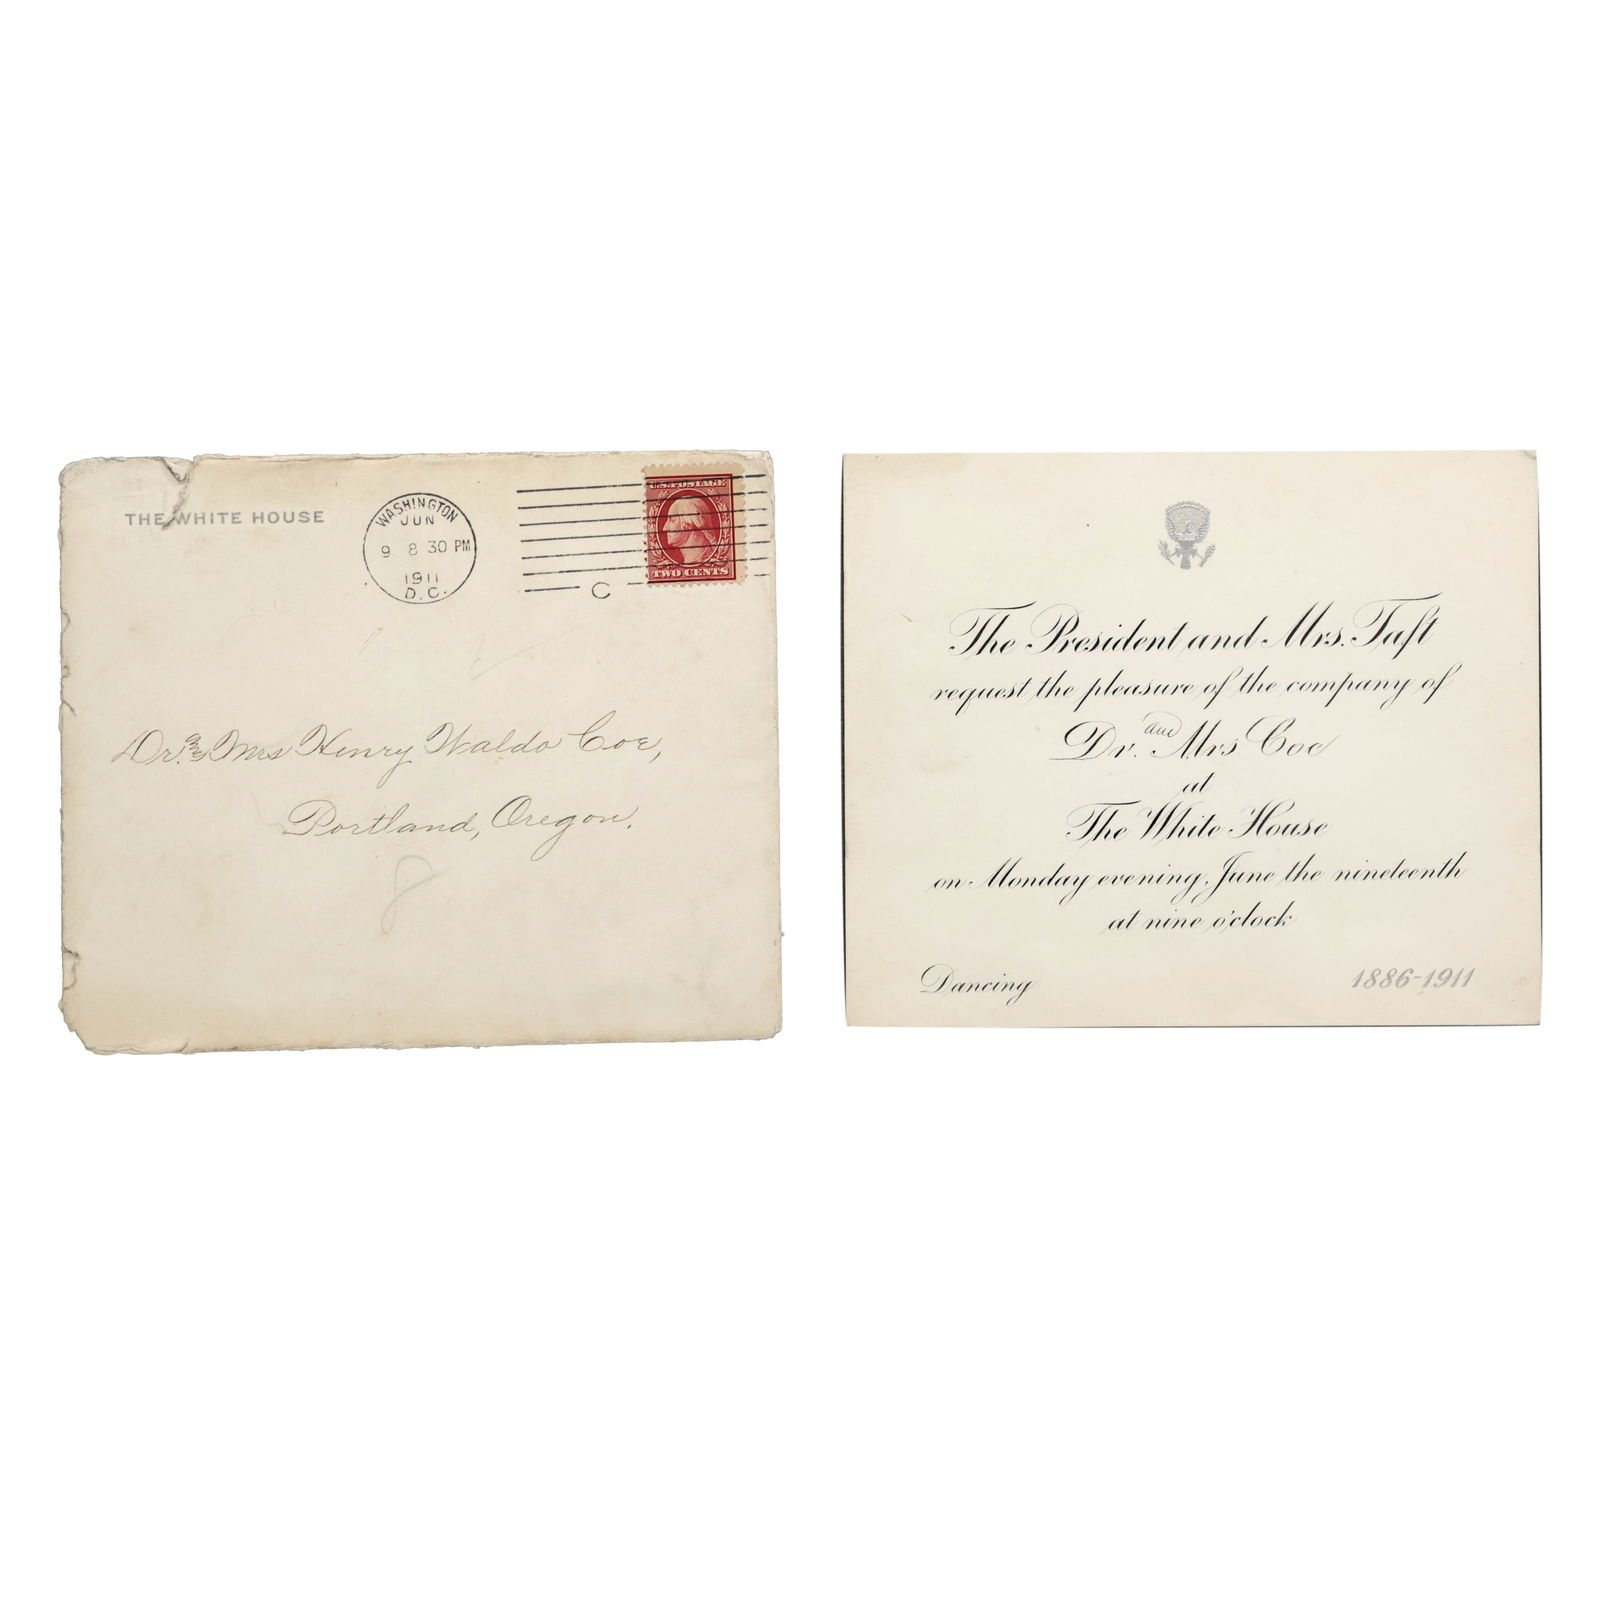 THE WHITE HOUSE
WASHINGTON
JUN
9 8 30 PM
1911
D.C.
C
U.S. POSTAGE
TWO CENTS
Dr. and Mrs Henry Waldo Coe,
Portland, Oregon.
The President and Mrs. Taft
request the pleasure of the company of
Dr. and Mrs. Coe
at
The White House
on Monday evening, June the nineteenth
at nine o'clock
Dancing
1886-1911